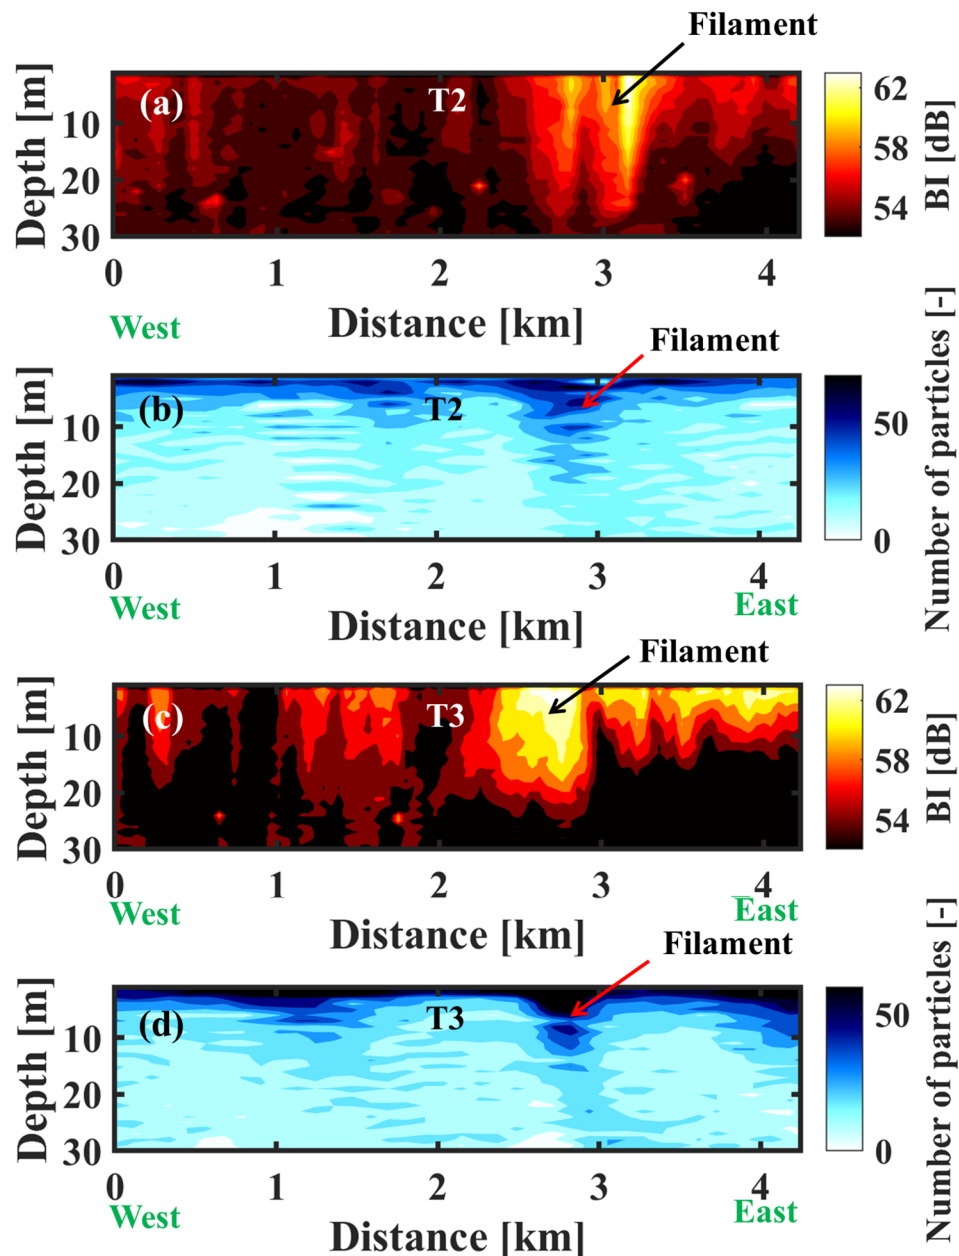 Filament
(a)
T2
Depth [m]
10
20
30
0
1
2
3
4
Distance [km]
West
62
58
54
BI [dB]
Filament
(b)
T2
Depth [m]
10
20
30
0
1
2
3
4
Distance [km]
West
East
50
0
Number of particles [-]
Filament
(c)
T3
Depth [m]
10
20
30
0
1
2
3
4
Distance [km]
West
East
62
58
54
BI [dB]
Filament
(d)
T3
Depth [m]
10
20
30
0
1
2
3
4
Distance [km]
West
East
50
0
Number of particles [-]